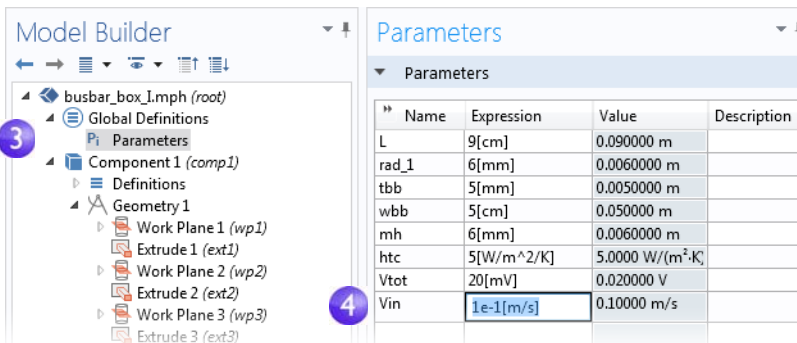 Model Builder
busbar_box_I.mph (root)
Global Definitions
3
Pi Parameters
Component 1 (comp1)
Definitions
Geometry 1
Work Plane 1 (wp1)
Extrude 1 (ext1)
Work Plane 2 (wp2)
Extrude 2 (ext2)
Work Plane 3 (wp3)
Extrude 3 (ext3)
Parameters
Parameters
Name Expression Value Description
L 9[cm] 0.090000 m
rad_1 6[mm] 0.0060000 m
tbb 5[mm] 0.0050000 m
wbb 5[cm] 0.050000 m
mh 6[mm] 0.0060000 m
htc 5[W/m^2/K] 5.0000 W/(m²·K)
Vtot 20[mV] 0.020000 V
4
Vin 1e-1[m/s] 0.10000 m/s